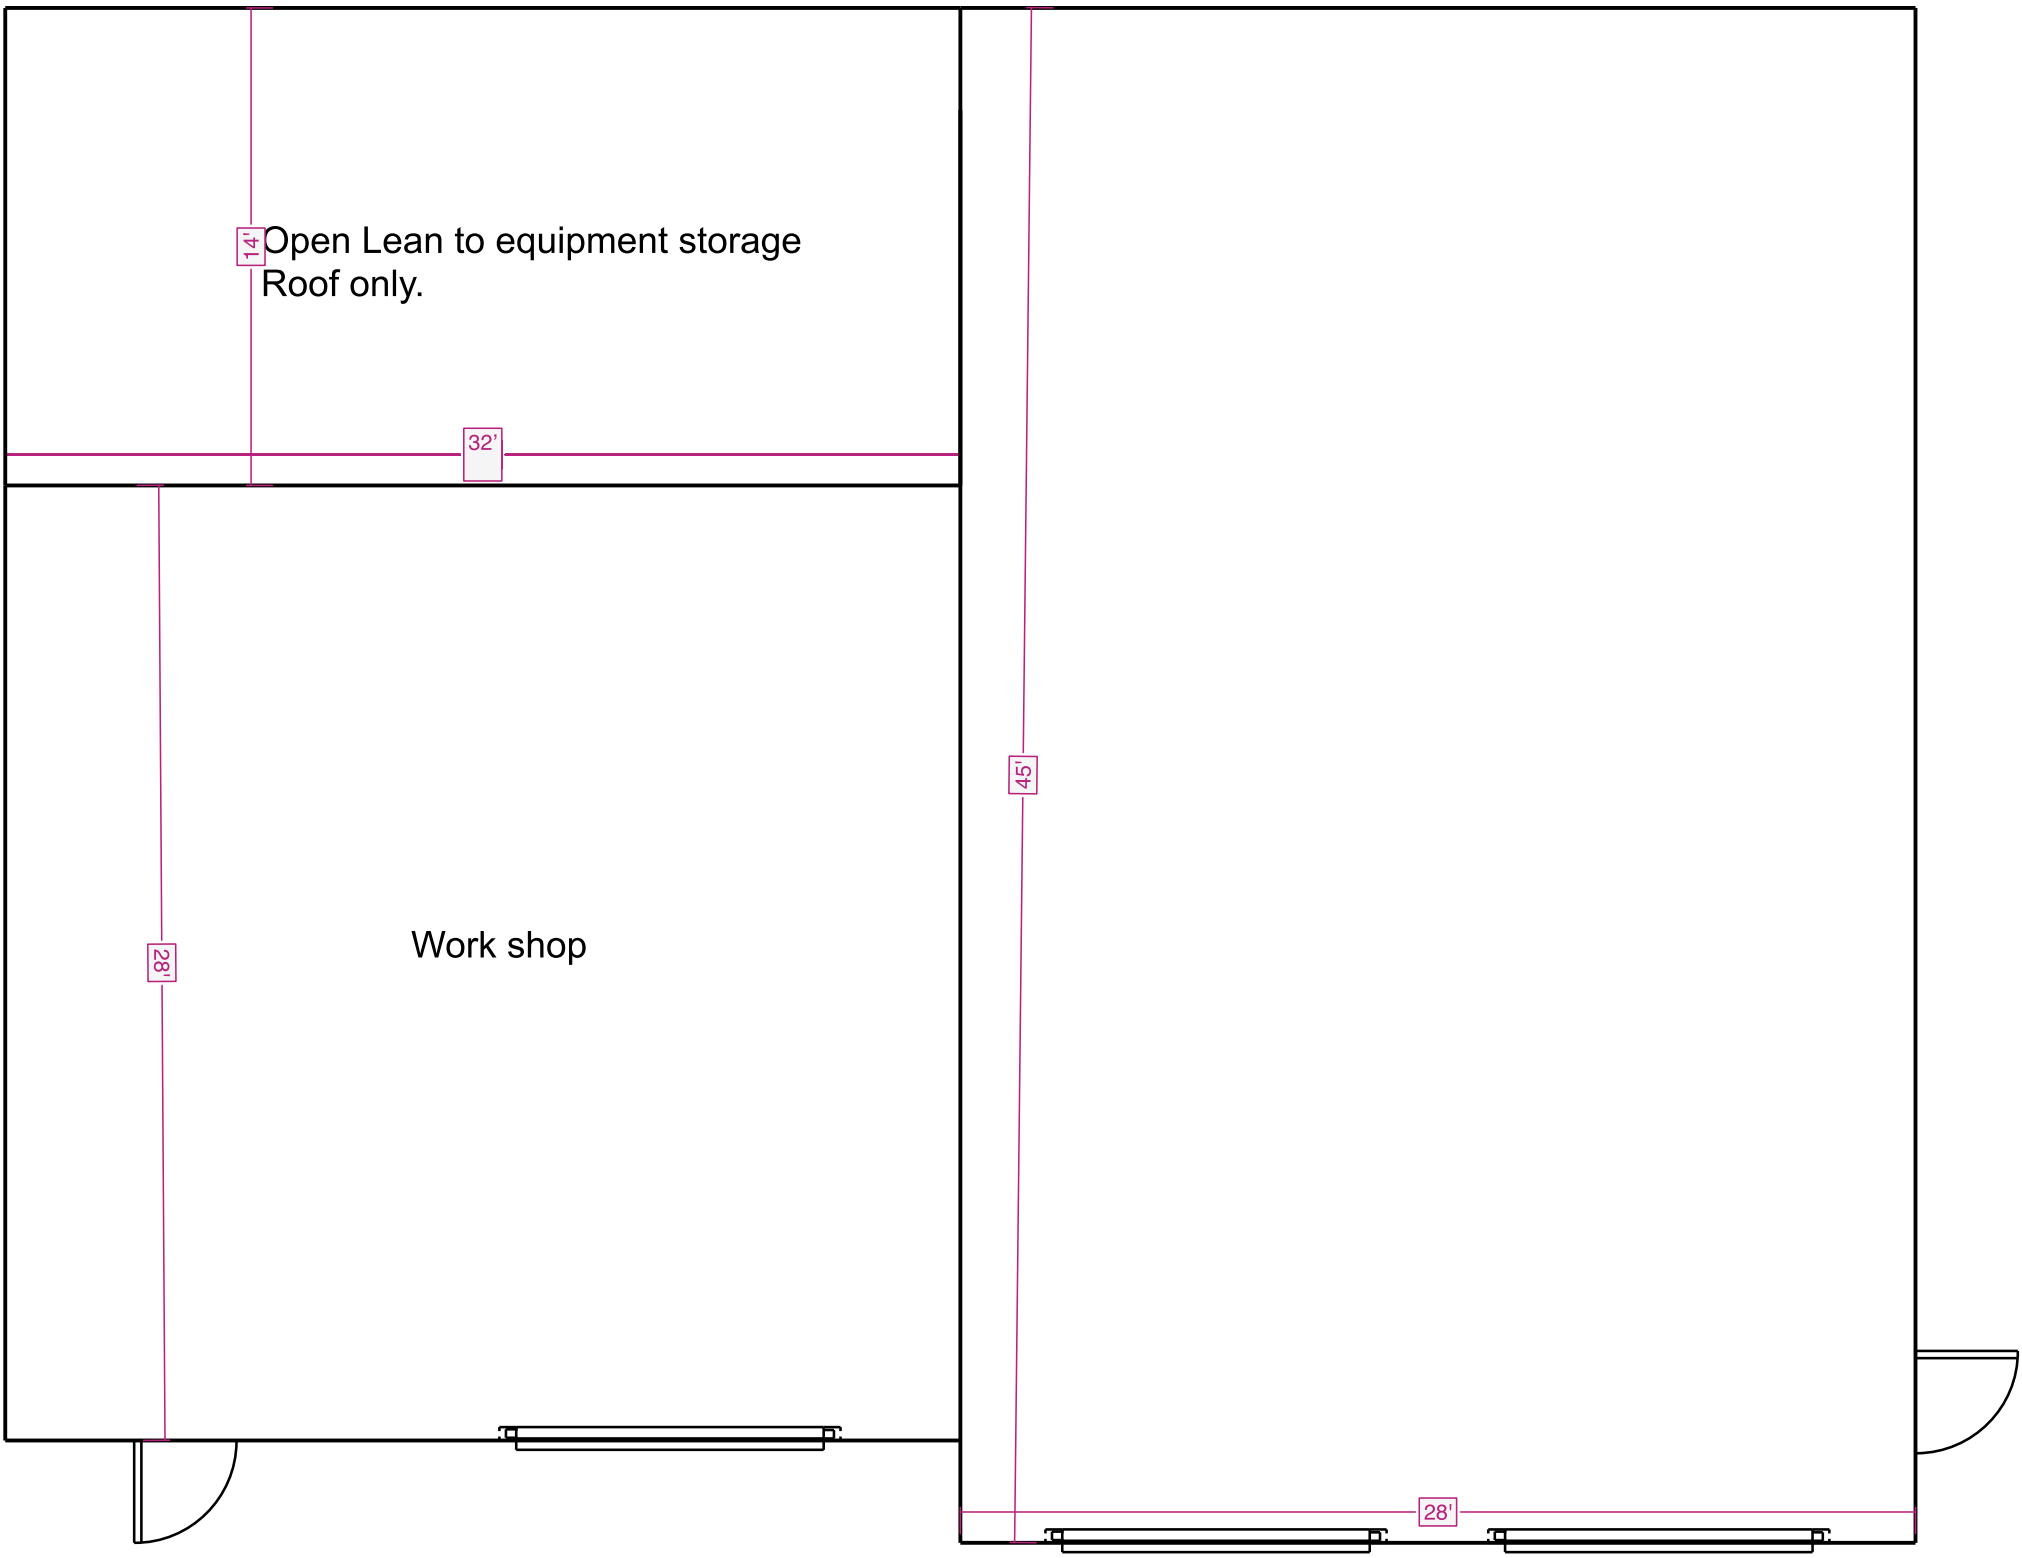 14'
Open Lean to equipment storage
Roof only.
32’
45'
Work shop
28'
28'